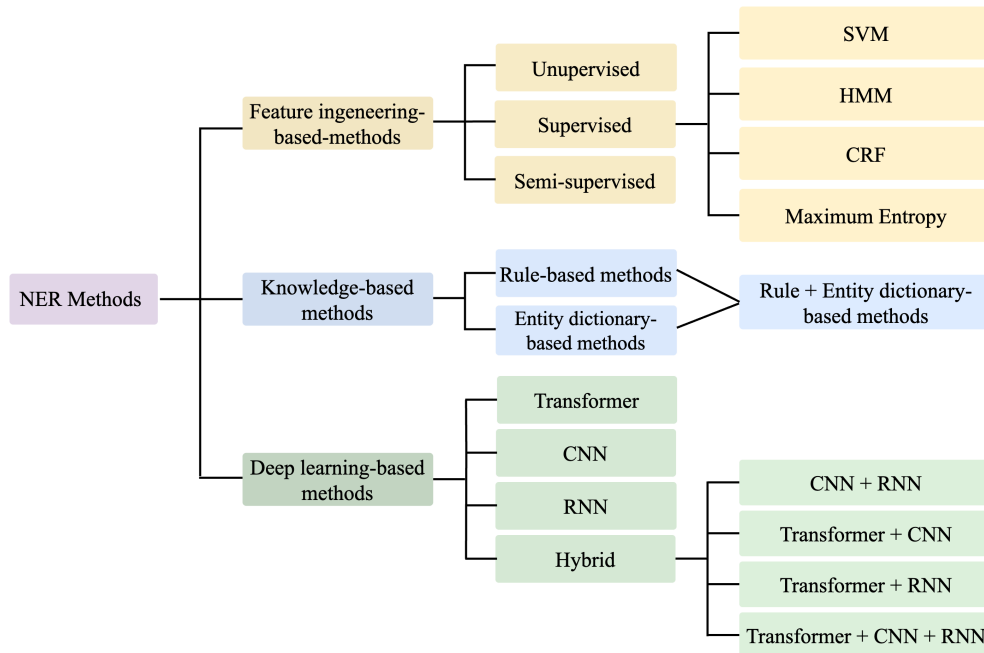 NER Methods
Feature ingeneering-
based-methods
Unupervised
Supervised
Semi-supervised
SVM
HMM
CRF
Maximum Entropy
Knowledge-based
methods
Rule-based methods
Entity dictionary-
based methods
Rule + Entity dictionary-
based methods
Deep learning-based
methods
Transformer
CNN
RNN
Hybrid
CNN + RNN
Transformer + CNN
Transformer + RNN
Transformer + CNN + RNN